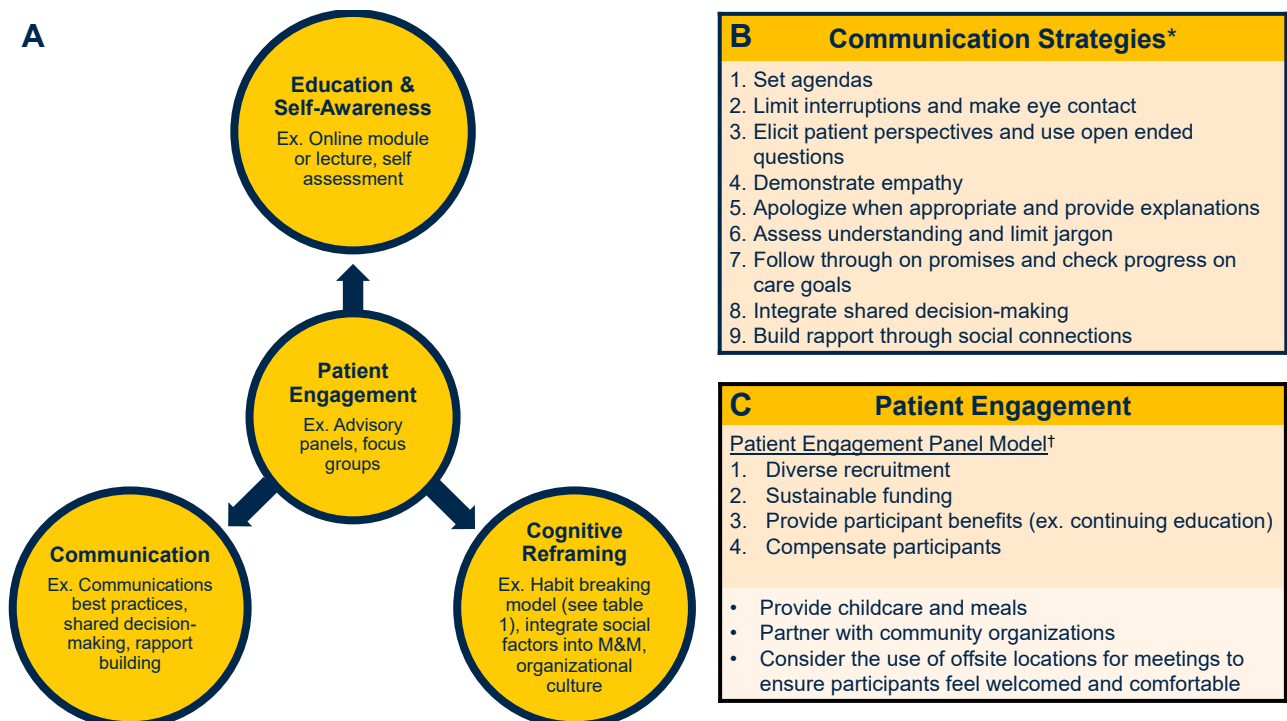 A
Education &
Self-Awareness
Ex. Online module
or lecture, self
assessment
Patient
Engagement
Ex. Advisory
panels, focus
groups
Communication
Ex. Communications
best practices,
shared decision-
making, rapport
building
Cognitive
Reframing
Ex. Habit breaking
model (see table
1), integrate social
factors into M&M,
organizational
culture
B Communication Strategies*
1. Set agendas
2. Limit interruptions and make eye contact
3. Elicit patient perspectives and use open ended
questions
4. Demonstrate empathy
5. Apologize when appropriate and provide explanations
6. Assess understanding and limit jargon
7. Follow through on promises and check progress on
care goals
8. Integrate shared decision-making
9. Build rapport through social connections
C Patient Engagement
Patient Engagement Panel Model†
1. Diverse recruitment
2. Sustainable funding
3. Provide participant benefits (ex. continuing education)
4. Compensate participants
• Provide childcare and meals
• Partner with community organizations
• Consider the use of offsite locations for meetings to
ensure participants feel welcomed and comfortable